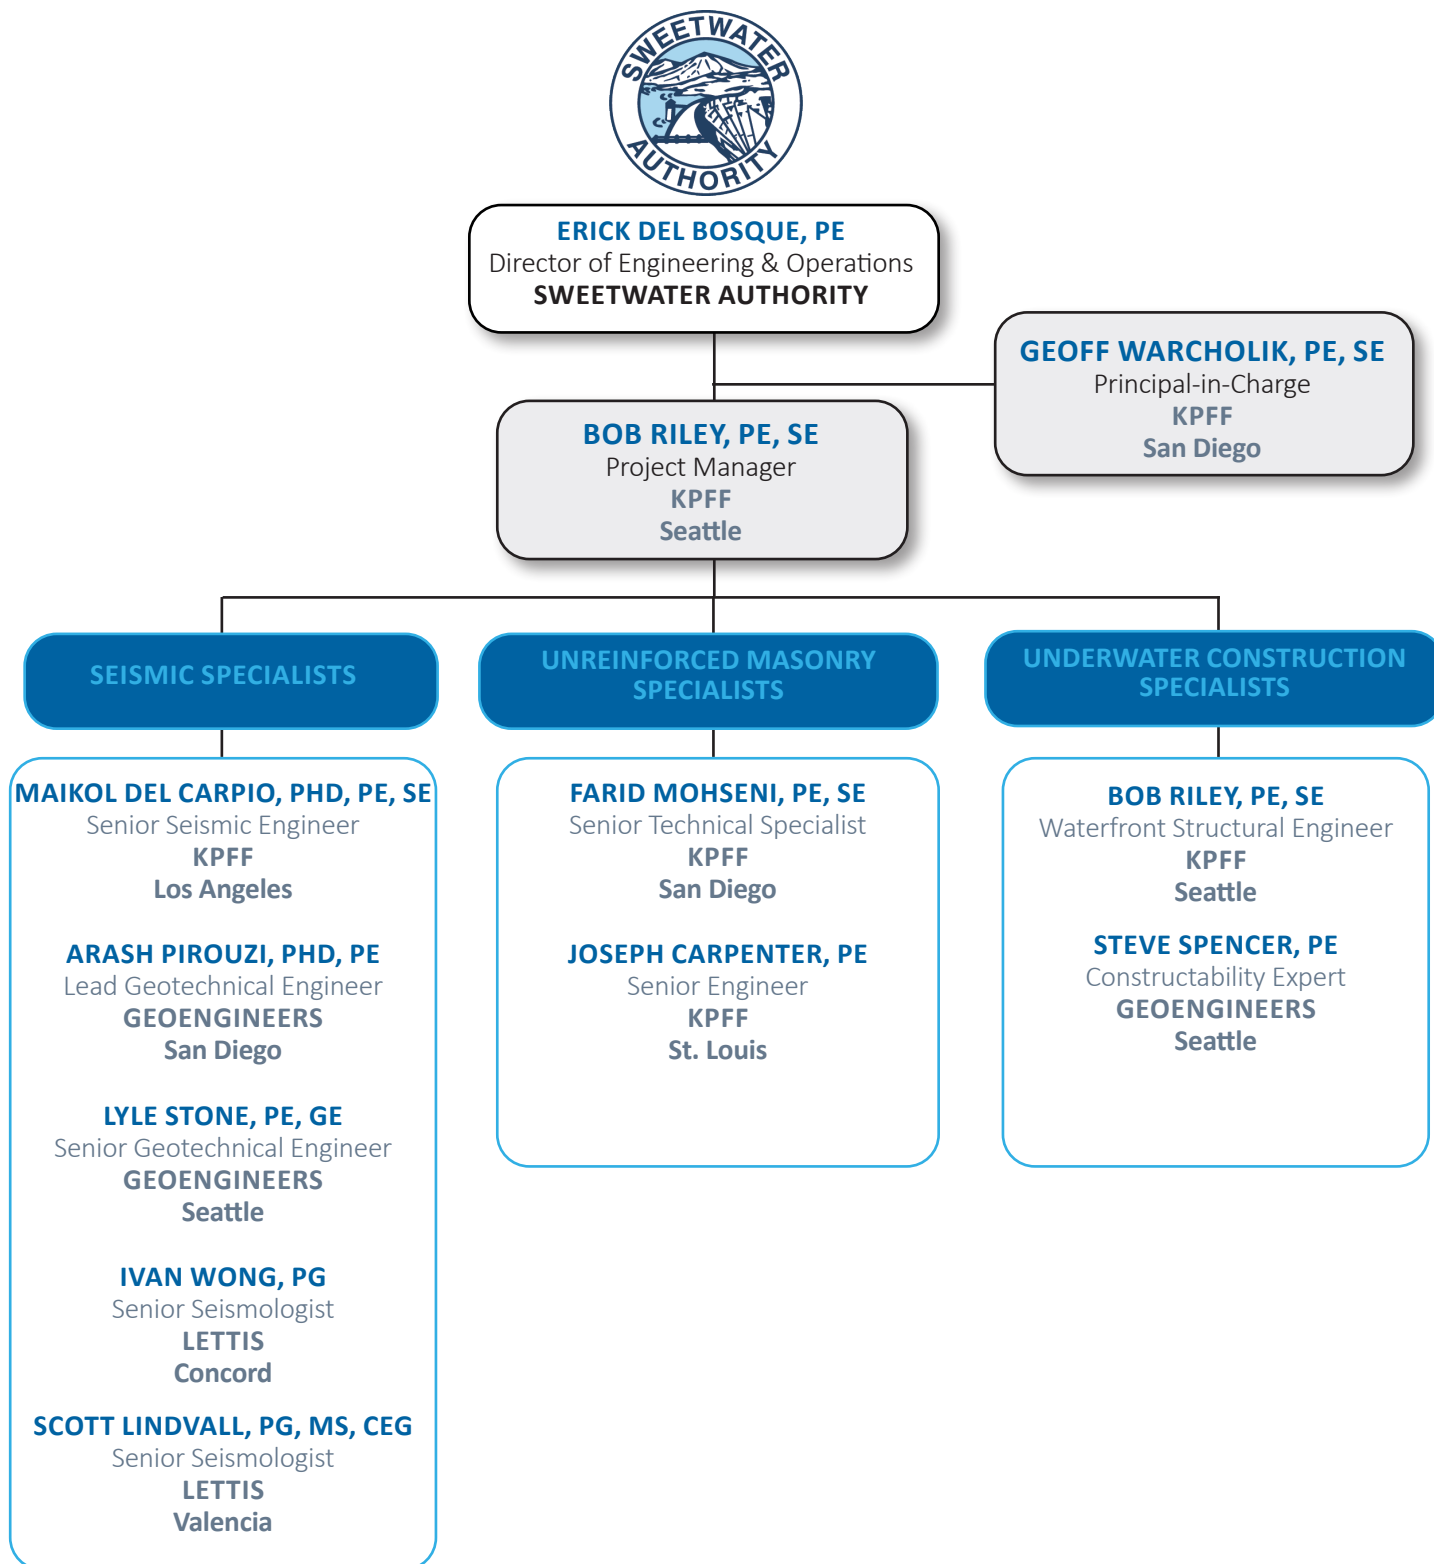 SWEETWATER
AUTHORITY
ERICK DEL BOSQUE, PE
Director of Engineering & Operations
SWEETWATER AUTHORITY
GEOFF WARCHOLIK, PE, SE
Principal-in-Charge
KPFF
San Diego
BOB RILEY, PE, SE
Project Manager
KPFF
Seattle
SEISMIC SPECIALISTS
MAIKOL DEL CARPIO, PHD, PE, SE
Senior Seismic Engineer
KPFF
Los Angeles
ARASH PIROUZI, PHD, PE
Lead Geotechnical Engineer
GEOENGINEERS
San Diego
LYLE STONE, PE, GE
Senior Geotechnical Engineer
GEOENGINEERS
Seattle
IVAN WONG, PG
Senior Seismologist
LETTIS
Concord
SCOTT LINDVALL, PG, MS, CEG
Senior Seismologist
LETTIS
Valencia
UNREINFORCED MASONRY
SPECIALISTS
FARID MOHSENI, PE, SE
Senior Technical Specialist
KPFF
San Diego
JOSEPH CARPENTER, PE
Senior Engineer
KPFF
St. Louis
UNDERWATER CONSTRUCTION
SPECIALISTS
BOB RILEY, PE, SE
Waterfront Structural Engineer
KPFF
Seattle
STEVE SPENCER, PE
Constructability Expert
GEOENGINEERS
Seattle